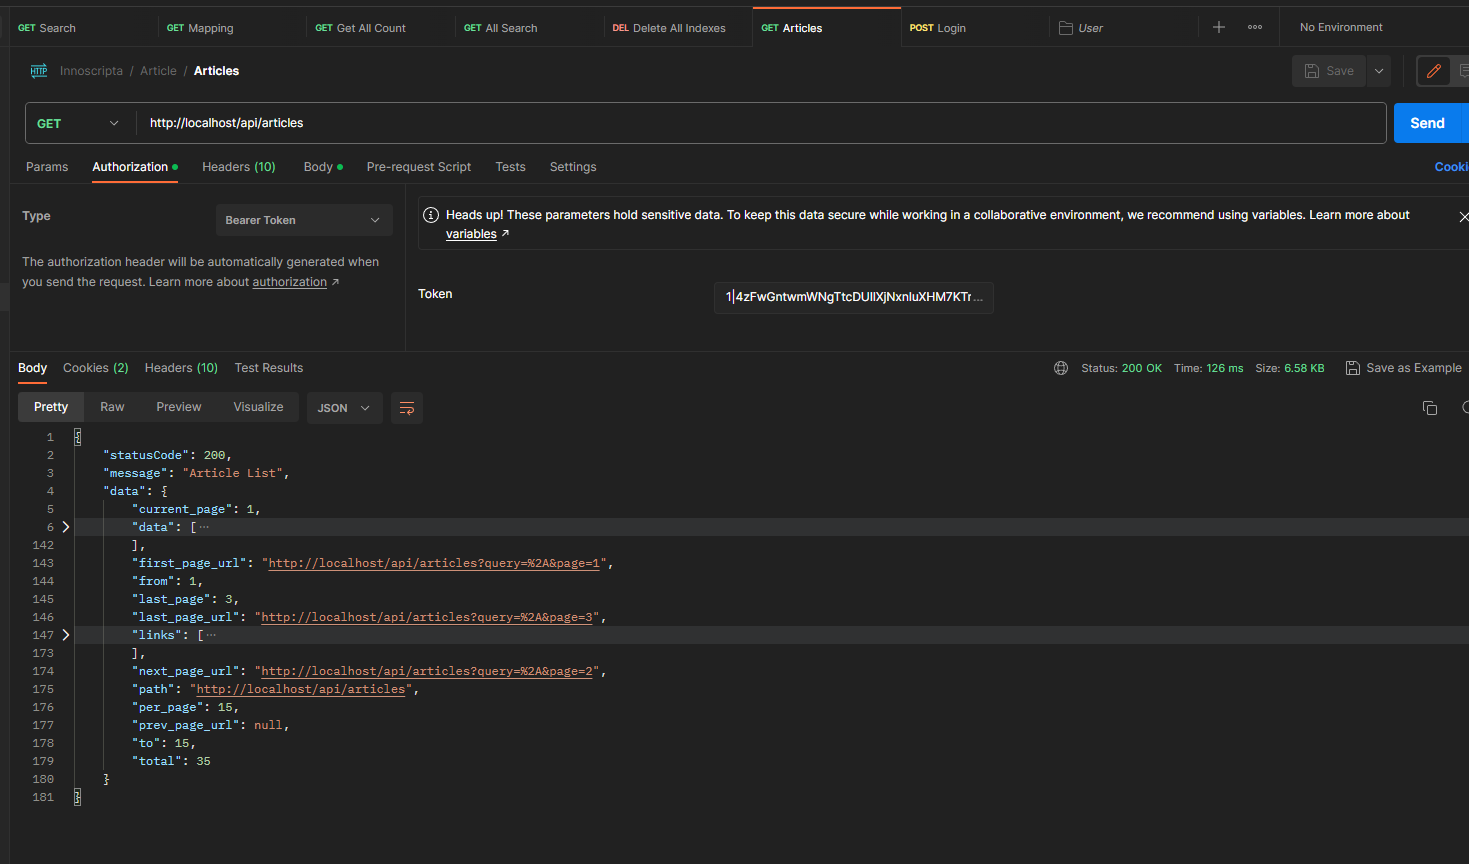 GET Search GET Mapping GET Get All Count GET All Search DEL Delete All Indexes GET Articles POST Login User No Environment
HTTP Innoscripta / Article / Articles Save
GET http://localhost/api/articles Send
Params Authorization Headers (10) Body Pre-request Script Tests Settings Cooki
Type Bearer Token
The authorization header will be automatically generated when
you send the request. Learn more about authorization ↗
Heads up! These parameters hold sensitive data. To keep this data secure while working in a collaborative environment, we recommend using variables. Learn more about
variables ↗
Token
Body Cookies (2) Headers (10) Test Results Status: 200 OK Time: 126 ms Size: 6.58 KB Save as Example
Pretty Raw Preview Visualize JSON
1 {
2 "statusCode": 200,
3 "message": "Article List",
4 "data": {
5 "current_page": 1,
6 "data": [ ...
142 ],
143 "first_page_url": "http://localhost/api/articles?query=%2A&page=1",
144 "from": 1,
145 "last_page": 3,
146 "last_page_url": "http://localhost/api/articles?query=%2A&page=3",
147 "links": [ ...
173 ],
174 "next_page_url": "http://localhost/api/articles?query=%2A&page=2",
175 "path": "http://localhost/api/articles",
176 "per_page": 15,
177 "prev_page_url": null,
178 "to": 15,
179 "total": 35
180 }
181 }